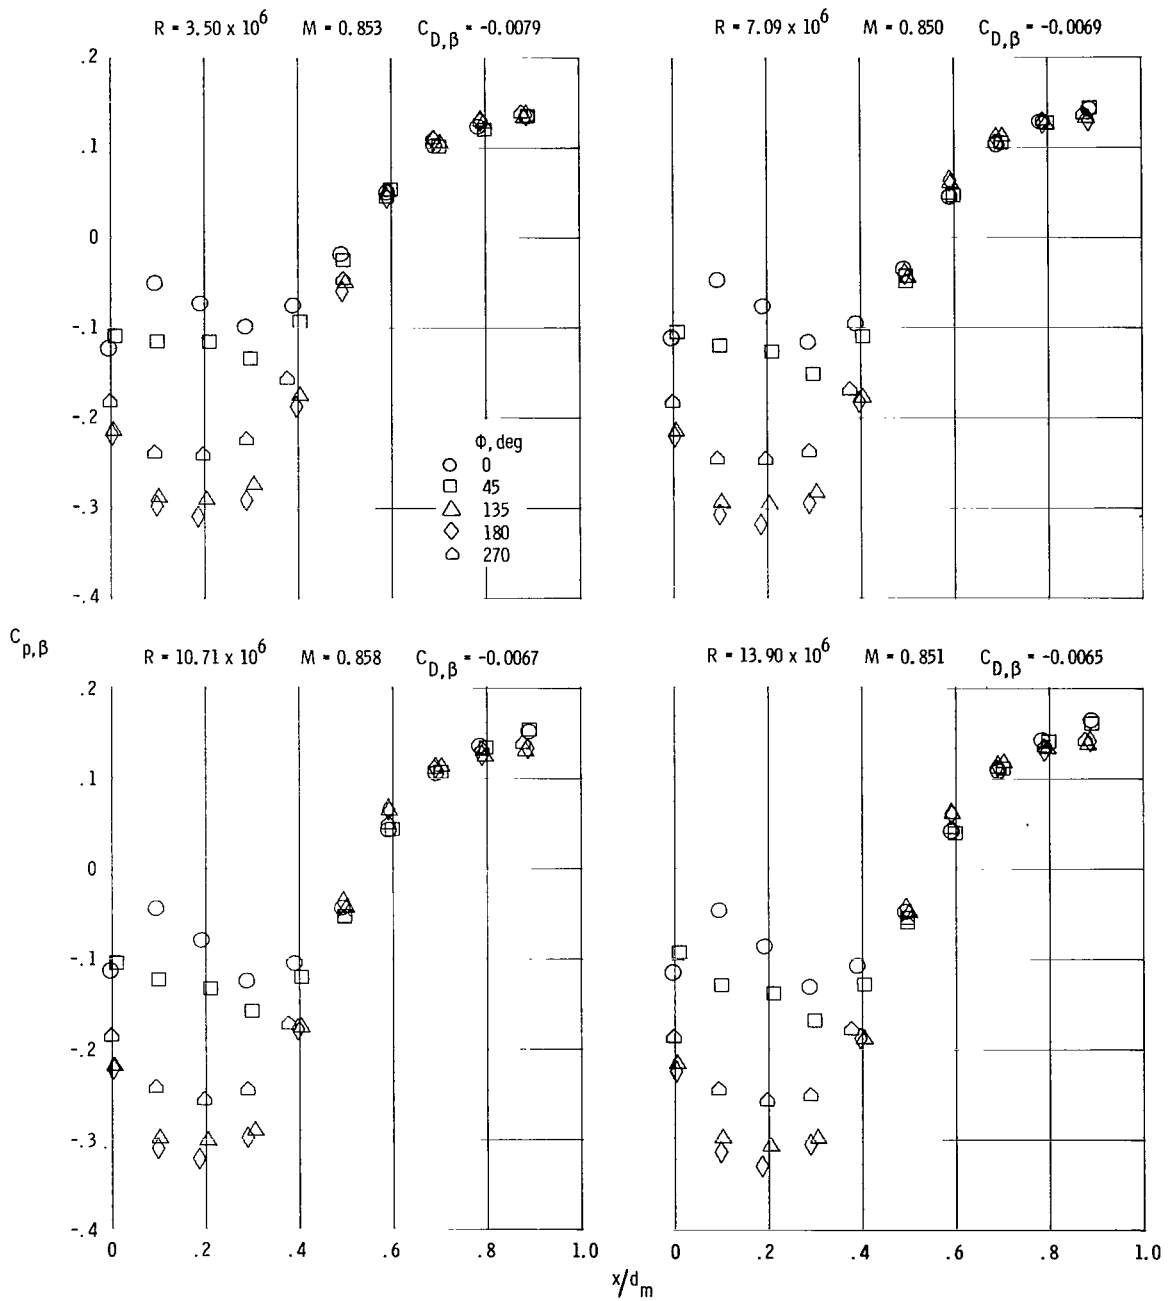 R = 3.50 x 10^6 M = 0.853 C_D,β = -0.0079
R = 7.09 x 10^6 M = 0.850 C_D,β = -0.0069
.2
.1
0
-.1
-.2
-.3
-.4
Φ, deg
0
45
135
180
270
C_p,β
R = 10.71 x 10^6 M = 0.858 C_D,β = -0.0067
R = 13.90 x 10^6 M = 0.851 C_D,β = -0.0065
.2
.1
0
-.1
-.2
-.3
-.4
0 .2 .4 .6 .8 1.0
0 .2 .4 .6 .8 1.0
x/d_m